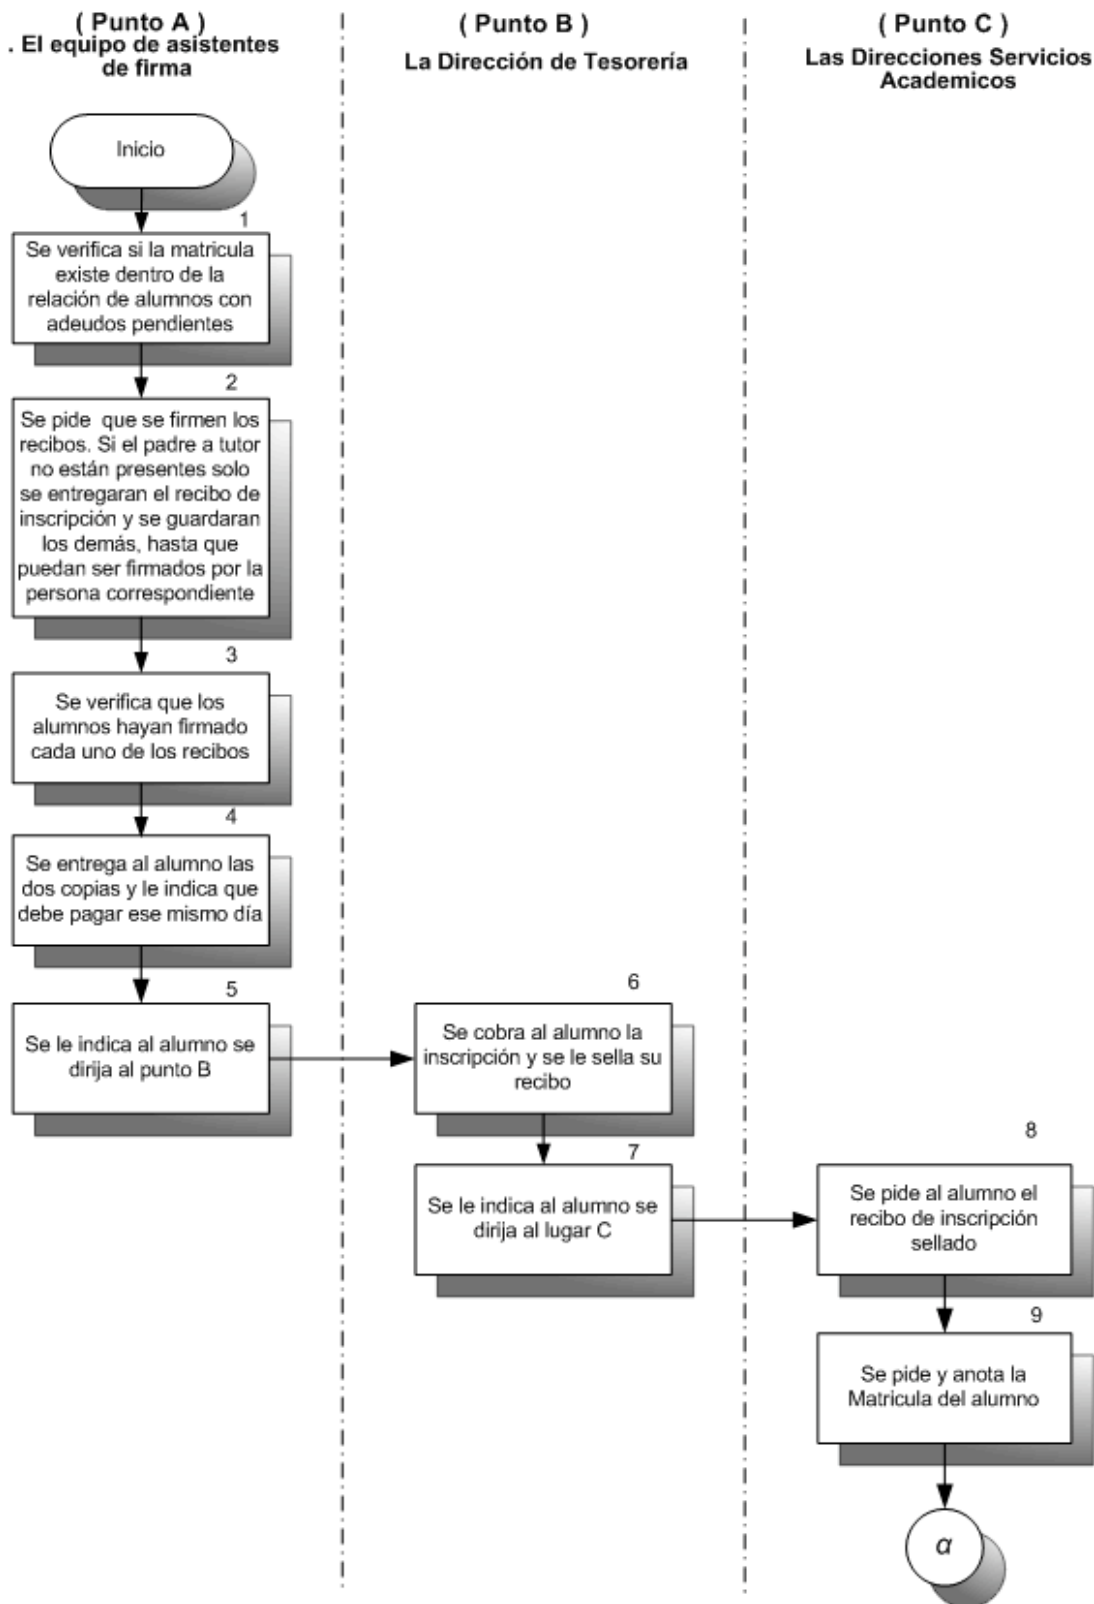 ( Punto A )
. El equipo de asistentes
de firma
( Punto B )
La Dirección de Tesorería
( Punto C )
Las Direcciones Servicios
Academicos
Inicio
1
Se verifica si la matricula
existe dentro de la
relación de alumnos con
adeudos pendientes
2
Se pide que se firmen los
recibos. Si el padre a tutor
no están presentes solo
se entregaran el recibo de
inscripción y se guardaran
los demás, hasta que
puedan ser firmados por la
persona correspondiente
3
Se verifica que los
alumnos hayan firmado
cada uno de los recibos
4
Se entrega al alumno las
dos copias y le indica que
debe pagar ese mismo día
5
Se le indica al alumno se
dirija al punto B
6
Se cobra al alumno la
inscripción y se le sella su
recibo
7
Se le indica al alumno se
dirija al lugar C
8
Se pide al alumno el
recibo de inscripción
sellado
9
Se pide y anota la
Matricula del alumno
α